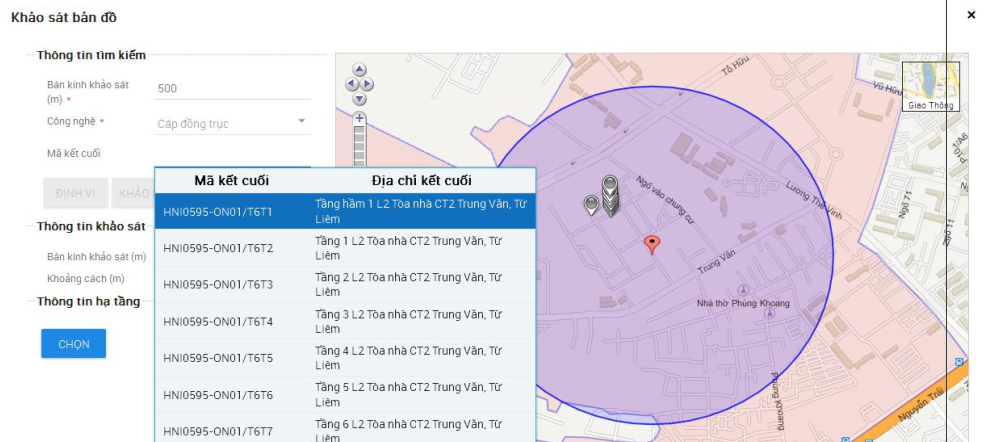 Khảo sát bản đồ
×
Thông tin tìm kiếm
Bán kính khảo sát
(m) *
500
Công nghệ *
Cáp đồng trục
Mã kết cuối
ĐỊNH VỊ
KHẢO
Thông tin khảo sát
Bán kính khảo sát (m)
Khoảng cách (m)
Thông tin hạ tầng
CHỌN
Mã kết cuối
Địa chỉ kết cuối
HNI0595-ON01/T6T1
Tầng hầm 1 L2 Tòa nhà CT2 Trung Văn, Từ
Liêm
HNI0595-ON01/T6T2
Tầng 1 L2 Tòa nhà CT2 Trung Văn, Từ
Liêm
HNI0595-ON01/T6T3
Tầng 2 L2 Tòa nhà CT2 Trung Văn, Từ
Liêm
HNI0595-ON01/T6T4
Tầng 3 L2 Tòa nhà CT2 Trung Văn, Từ
Liêm
HNI0595-ON01/T6T5
Tầng 4 L2 Tòa nhà CT2 Trung Văn, Từ
Liêm
HNI0595-ON01/T6T6
Tầng 5 L2 Tòa nhà CT2 Trung Văn, Từ
Liêm
HNI0595-ON01/T6T7
Tầng 6 L2 Tòa nhà CT2 Trung Văn, Từ
Liêm
Tố Hữu
Vũ Hữu
Giao Thông
Ngõ vào chung cư
Lương Thế Vinh
Ngõ 71
Ngõ 11
Trung Văn
Nhà thờ Phùng Khoang
Phùng Khoang
Nguyễn Trãi